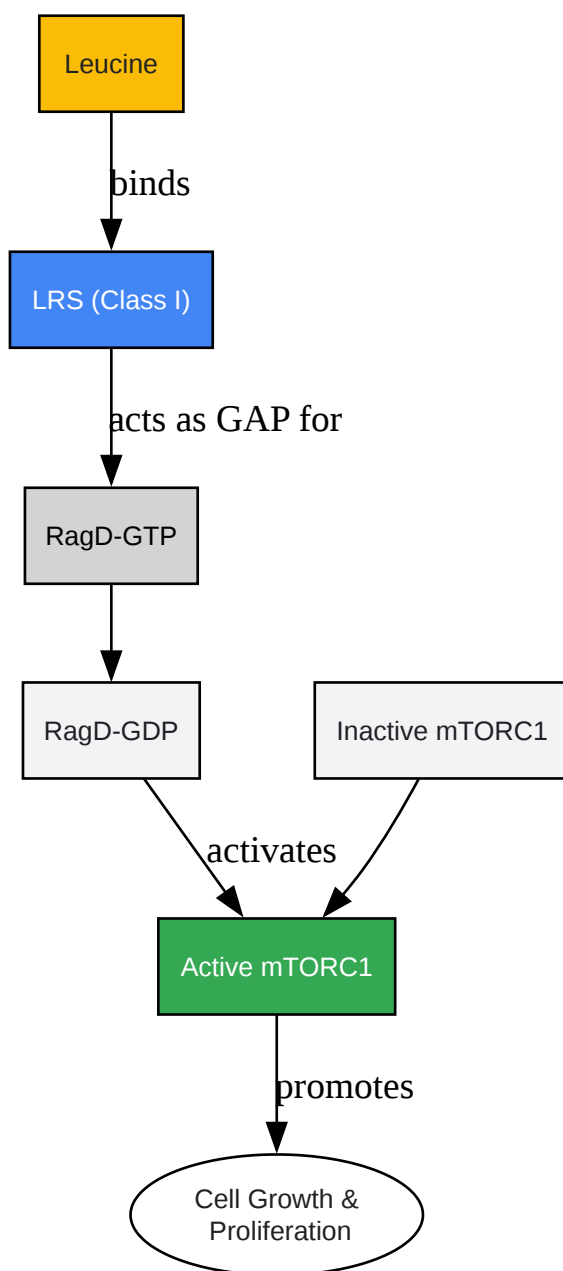 Leucine
binds
LRS (Class I)
acts as GAP for
RagD-GTP
RagD-GDP
Inactive mTORC1
activates
Active mTORC1
promotes
Cell Growth &
Proliferation